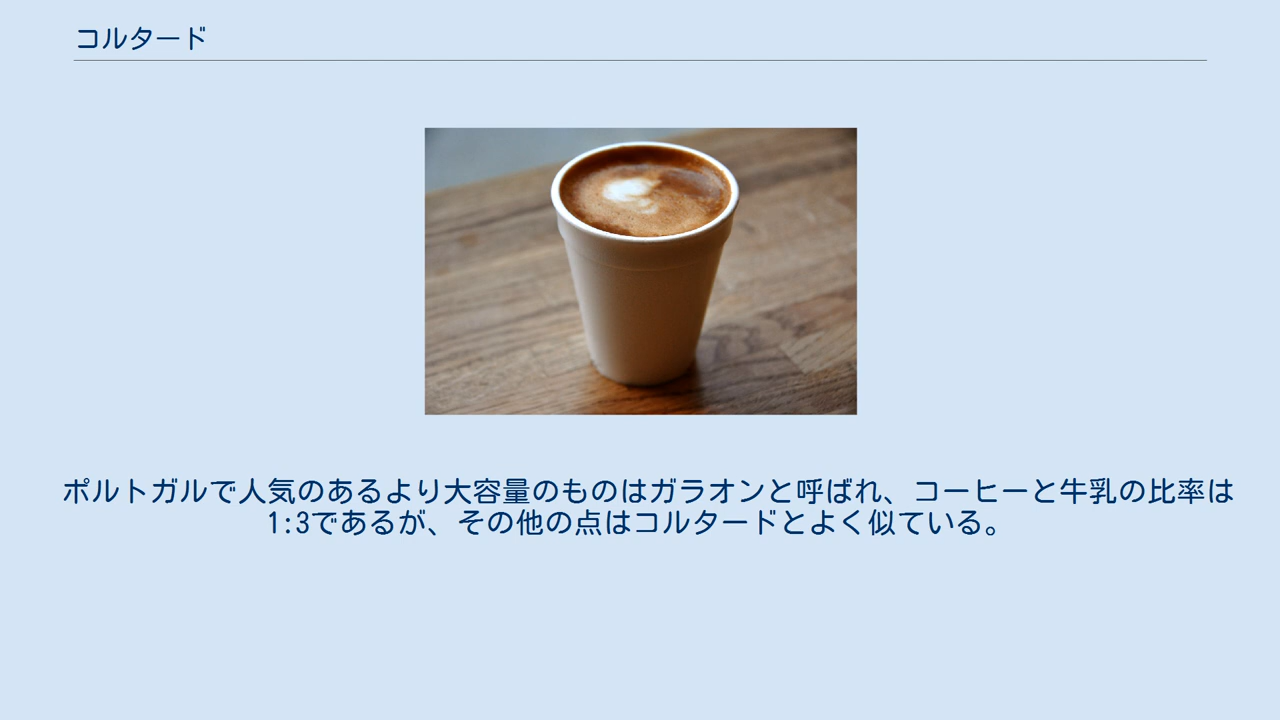 コルタード
ポルトガルで人気のあるより大容量のものはガラオンと呼ばれ、コーヒーと牛乳の比率は
1:3であるが、その他の点はコルタードとよく似ている。